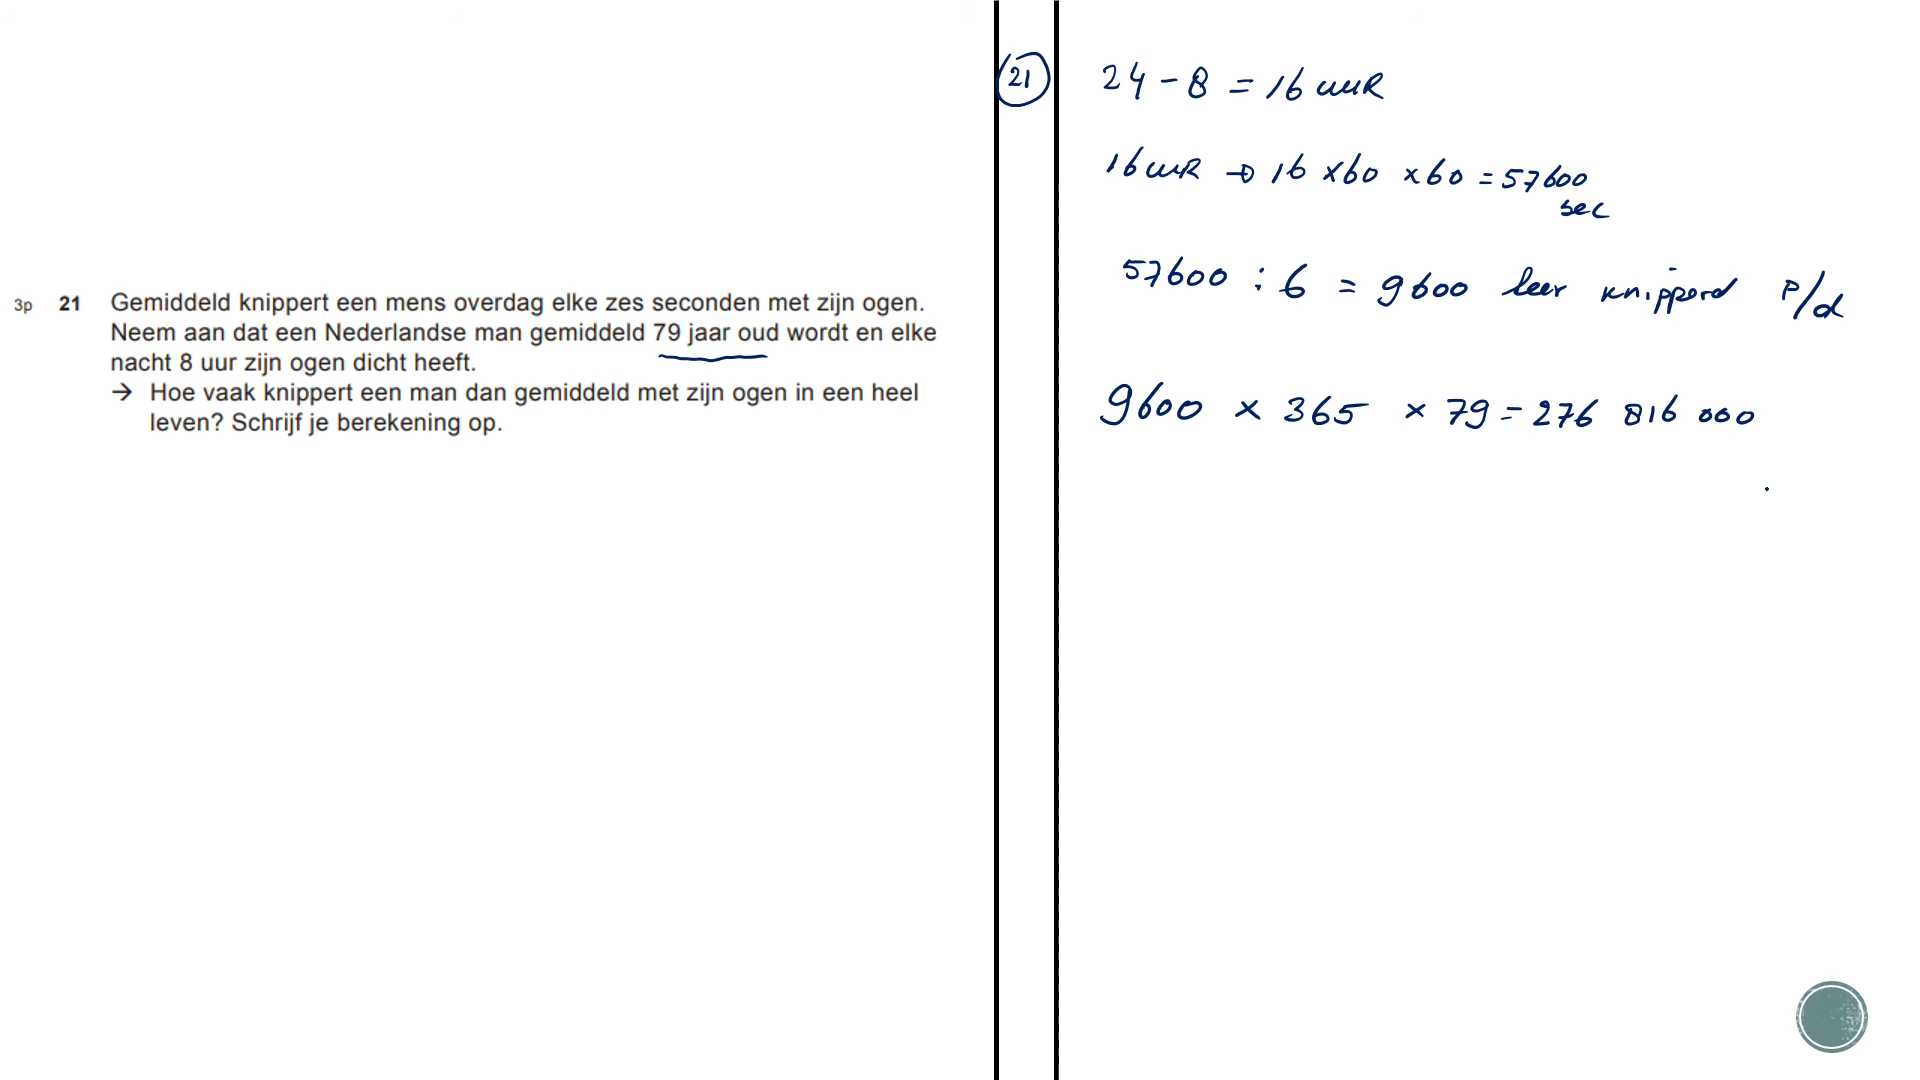 3p 21 Gemiddeld knippert een mens overdag elke zes seconden met zijn ogen.
Neem aan dat een Nederlandse man gemiddeld 79 jaar oud wordt en elke
nacht 8 uur zijn ogen dicht heeft.
→ Hoe vaak knippert een man dan gemiddeld met zijn ogen in een heel
leven? Schrijf je berekening op.
21
24 - 8 = 16 uuR
16 uuR → 16 x 60 x 60 = 57600
sec
57600 : 6 = 9600 keer knipperd P/d
9600 x 365 x 79 = 276 816 000